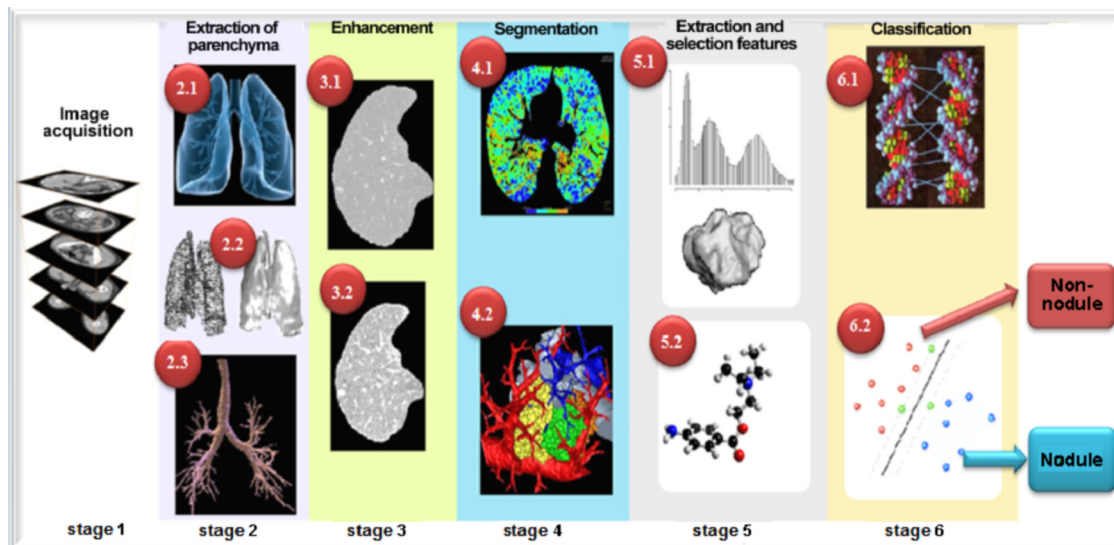 Image
acquisition
stage 1
Extraction of
parenchyma
2.1
2.2
2.3
stage 2
Enhancement
3.1
3.2
stage 3
Segmentation
4.1
4.2
stage 4
Extraction and
selection features
5.1
5.2
stage 5
Classification
6.1
6.2
stage 6
Non-
nodule
Nodule